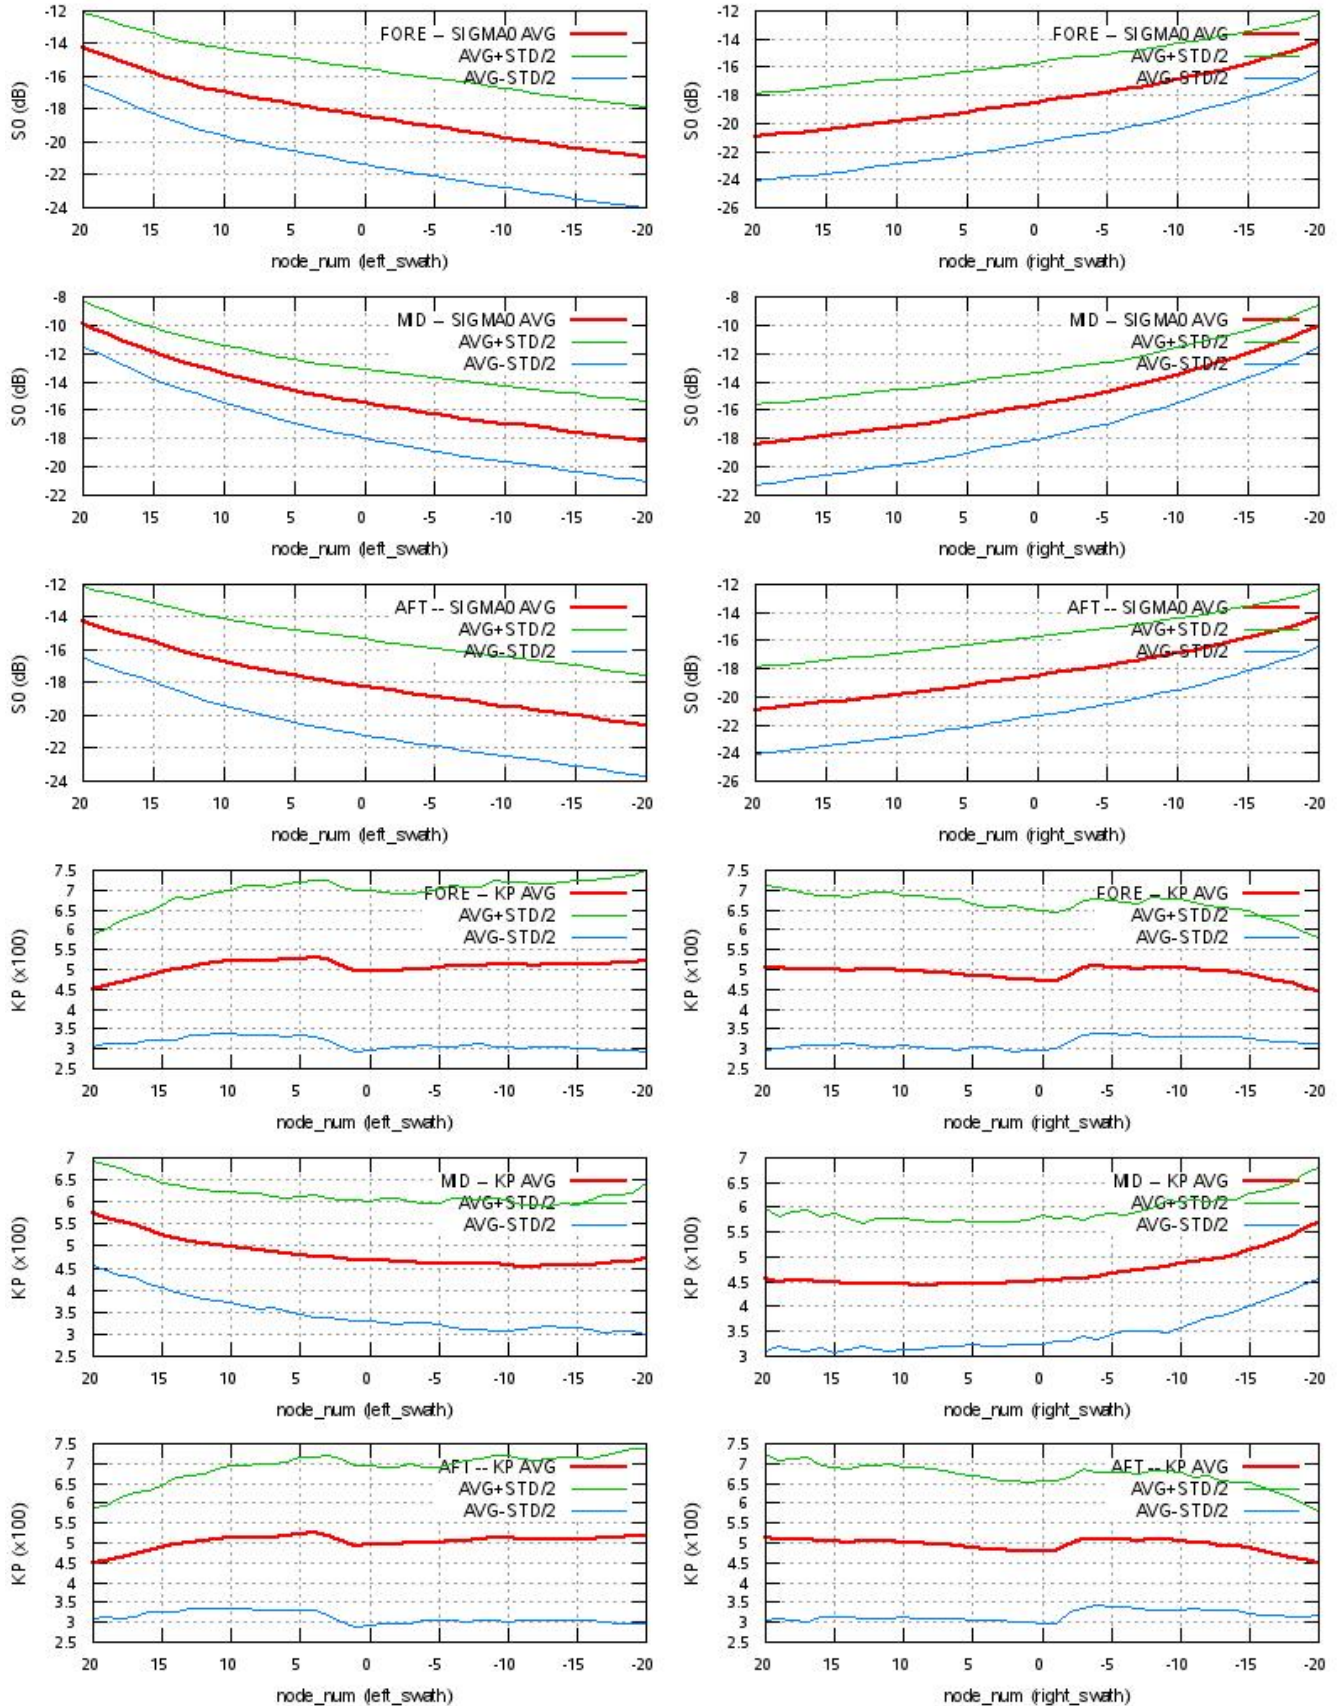 FORE -- SIGMA0 AVG
AVG+STD/2
AVG-STD/2
-12
-14
-16
-18
-20
-22
-24
S0 (dB)
20 15 10 5 0 -5 -10 -15 -20
node_num (left_swath)
FORE -- SIGMA0 AVG
AVG+STD/2
AVG-STD/2
-12
-14
-16
-18
-20
-22
-24
-26
S0 (dB)
20 15 10 5 0 -5 -10 -15 -20
node_num (right_swath)
MID -- SIGMA0 AVG
AVG+STD/2
AVG-STD/2
-8
-10
-12
-14
-16
-18
-20
-22
S0 (dB)
20 15 10 5 0 -5 -10 -15 -20
node_num (left_swath)
MID -- SIGMA0 AVG
AVG+STD/2
AVG-STD/2
-8
-10
-12
-14
-16
-18
-20
-22
S0 (dB)
20 15 10 5 0 -5 -10 -15 -20
node_num (right_swath)
AFT -- SIGMA0 AVG
AVG+STD/2
AVG-STD/2
-12
-14
-16
-18
-20
-22
-24
S0 (dB)
20 15 10 5 0 -5 -10 -15 -20
node_num (left_swath)
AFT -- SIGMA0 AVG
AVG+STD/2
AVG-STD/2
-12
-14
-16
-18
-20
-22
-24
-26
S0 (dB)
20 15 10 5 0 -5 -10 -15 -20
node_num (right_swath)
FORE -- KP AVG
AVG+STD/2
AVG-STD/2
7.5
7
6.5
6
5.5
5
4.5
4
3.5
3
2.5
KP (x100)
20 15 10 5 0 -5 -10 -15 -20
node_num (left_swath)
FORE -- KP AVG
AVG+STD/2
AVG-STD/2
7.5
7
6.5
6
5.5
5
4.5
4
3.5
3
2.5
KP (x100)
20 15 10 5 0 -5 -10 -15 -20
node_num (right_swath)
MID -- KP AVG
AVG+STD/2
AVG-STD/2
7
6.5
6
5.5
5
4.5
4
3.5
3
2.5
KP (x100)
20 15 10 5 0 -5 -10 -15 -20
node_num (left_swath)
MID -- KP AVG
AVG+STD/2
AVG-STD/2
7
6.5
6
5.5
5
4.5
4
3.5
3
KP (x100)
20 15 10 5 0 -5 -10 -15 -20
node_num (right_swath)
AFT -- KP AVG
AVG+STD/2
AVG-STD/2
7.5
7
6.5
6
5.5
5
4.5
4
3.5
3
2.5
KP (x100)
20 15 10 5 0 -5 -10 -15 -20
node_num (left_swath)
AFT -- KP AVG
AVG+STD/2
AVG-STD/2
7.5
7
6.5
6
5.5
5
4.5
4
3.5
3
2.5
KP (x100)
20 15 10 5 0 -5 -10 -15 -20
node_num (right_swath)